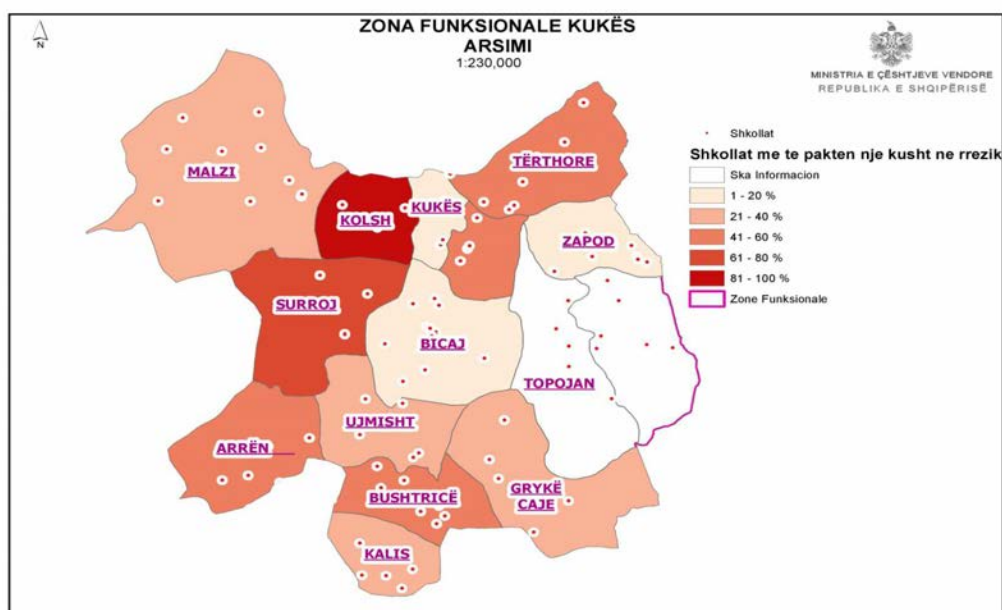 ZONA FUNKSIONALE KUKËS
ARSIMI
1:230,000
N
MINISTRIA E ÇËSHTJEVE VENDORE
REPUBLIKA E SHQIPËRISË
Shkollat
Shkollat me te pakten nje kusht ne rrezik
Ska Informacion
1 - 20 %
21 - 40 %
41 - 60 %
61 - 80 %
81 - 100 %
Zone Funksionale
MALZI
TËRTHORE
KOLSH
KUKËS
ZAPOD
SURROJ
BICAJ
TOPOJAN
UJMISHT
ARRËN
BUSHTRICË
GRYKË
CAJE
KALIS